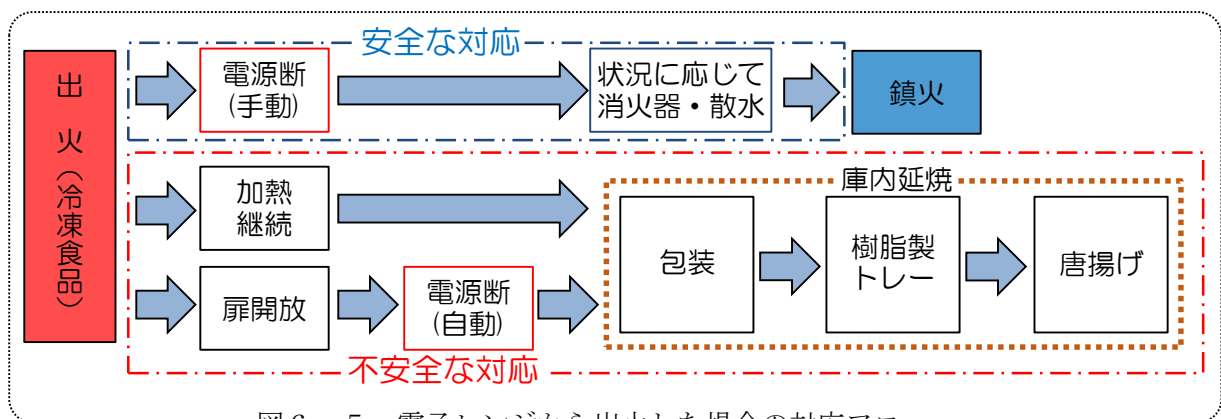 出火（冷凍食品）
安全な対応
電源断
(手動)
状況に応じて
消火器・散水
鎮火
加熱
継続
扉開放
電源断
(自動)
庫内延焼
包装
樹脂製
トレー
唐揚げ
不安全な対応